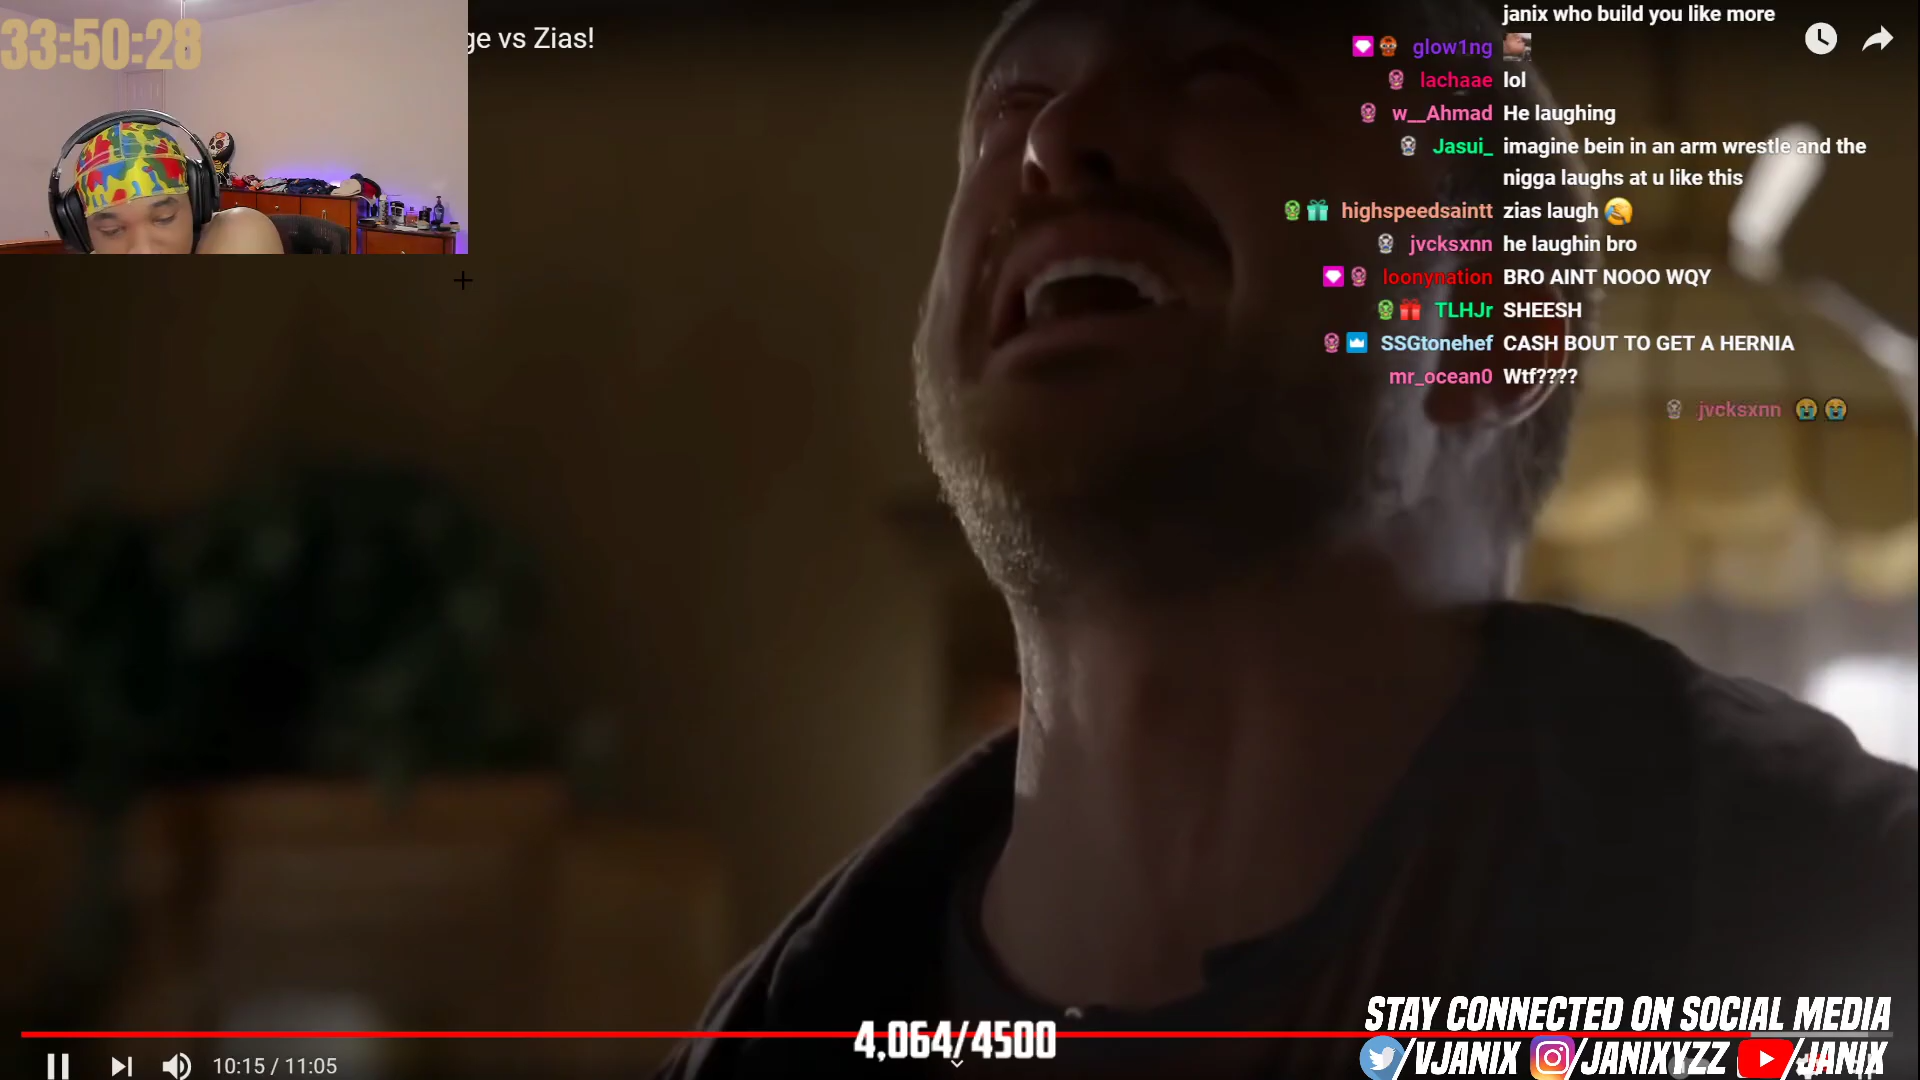 33:50:28
ge vs Zias!
janix who build you like more
glow1ng
lachaae lol
w__Ahmad He laughing
Jasui_ imagine bein in an arm wrestle and the
nigga laughs at u like this
highspeedsaintt zias laugh 🤣
jvcksxnn he laughin bro
loonynation BRO AINT NOOO WQY
TLHJr SHEESH
SSGtonehef CASH BOUT TO GET A HERNIA
mr_ocean0 Wtf????
jvcksxnn 😭😭
STAY CONNECTED ON SOCIAL MEDIA
4,064/4500
10:15 / 11:05
/VJANIX /JANIXYZZ /JANIX